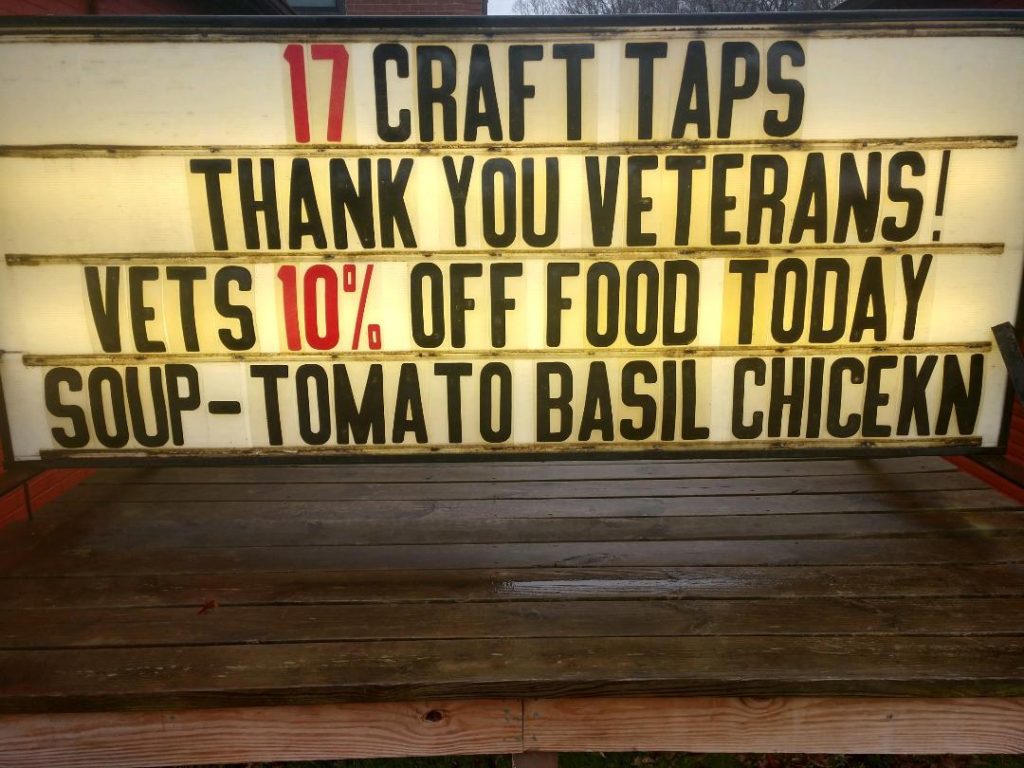 17 CRAFT TAPS
THANK YOU VETERANS!
VETS 10% OFF FOOD TODAY
SOUP-TOMATO BASIL CHICEKN